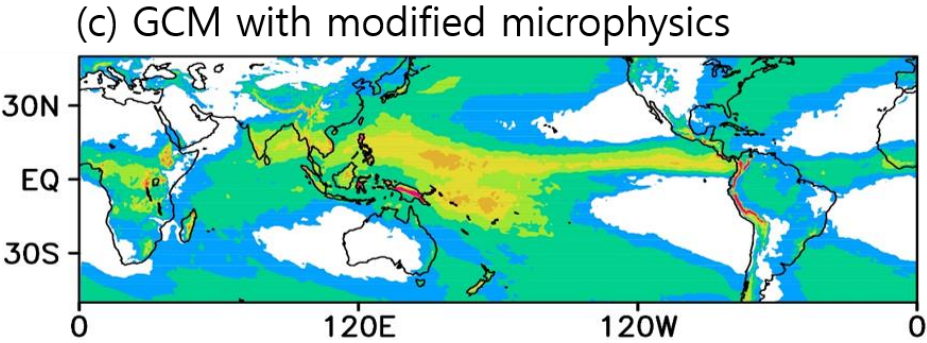 (c) GCM with modified microphysics
30N
EQ
30S
0 120E 120W 0